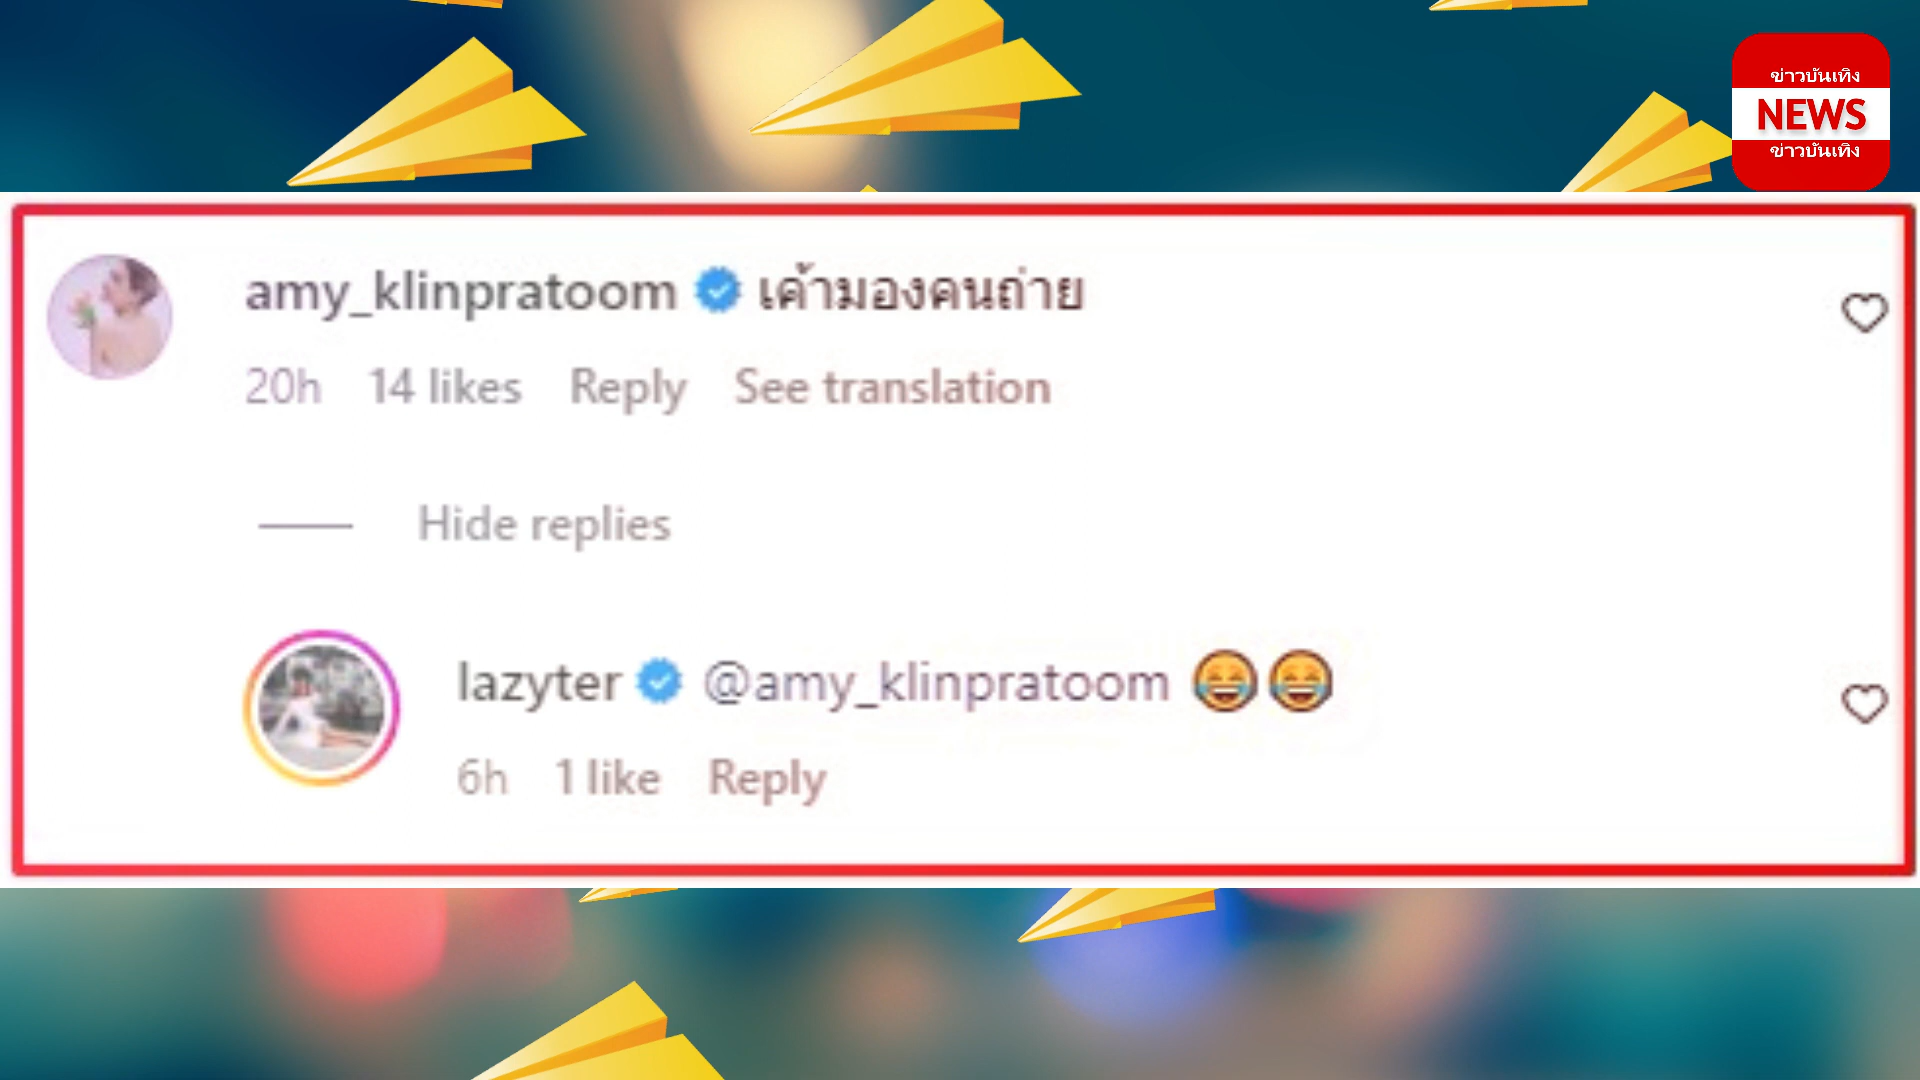 ข่าวบันเทิง
NEWS
ข่าวบันเทิง
amy_klinpratoom เค้ามองคนถ่าย
20h 14 likes Reply See translation
Hide replies
lazyter @amy_klinpratoom 😂😂
6h 1 like Reply